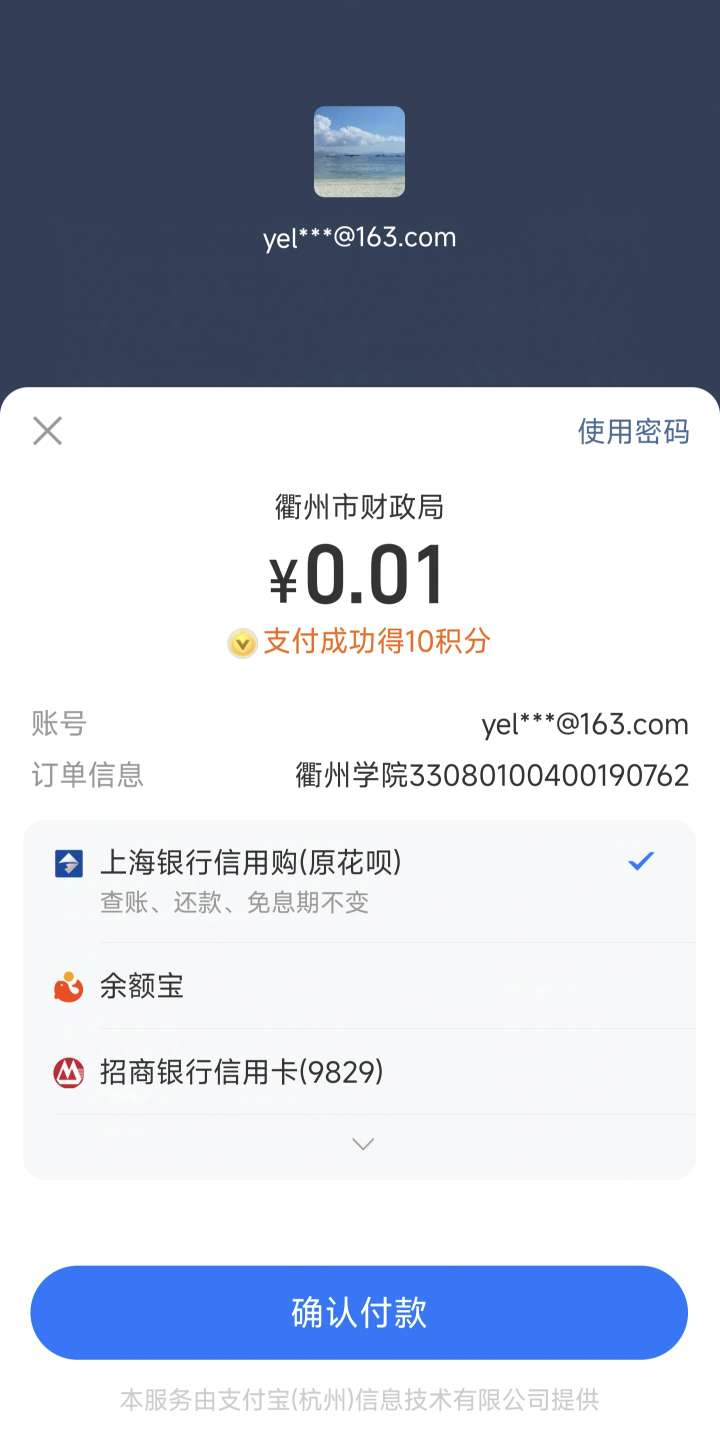 yel***@163.com
使用密码
衢州市财政局
¥0.01
支付成功得10积分
账号 yel***@163.com
订单信息 衢州学院33080100400190762
上海银行信用购(原花呗)
查账、还款、免息期不变
余额宝
招商银行信用卡(9829)
确认付款
本服务由支付宝(杭州)信息技术有限公司提供